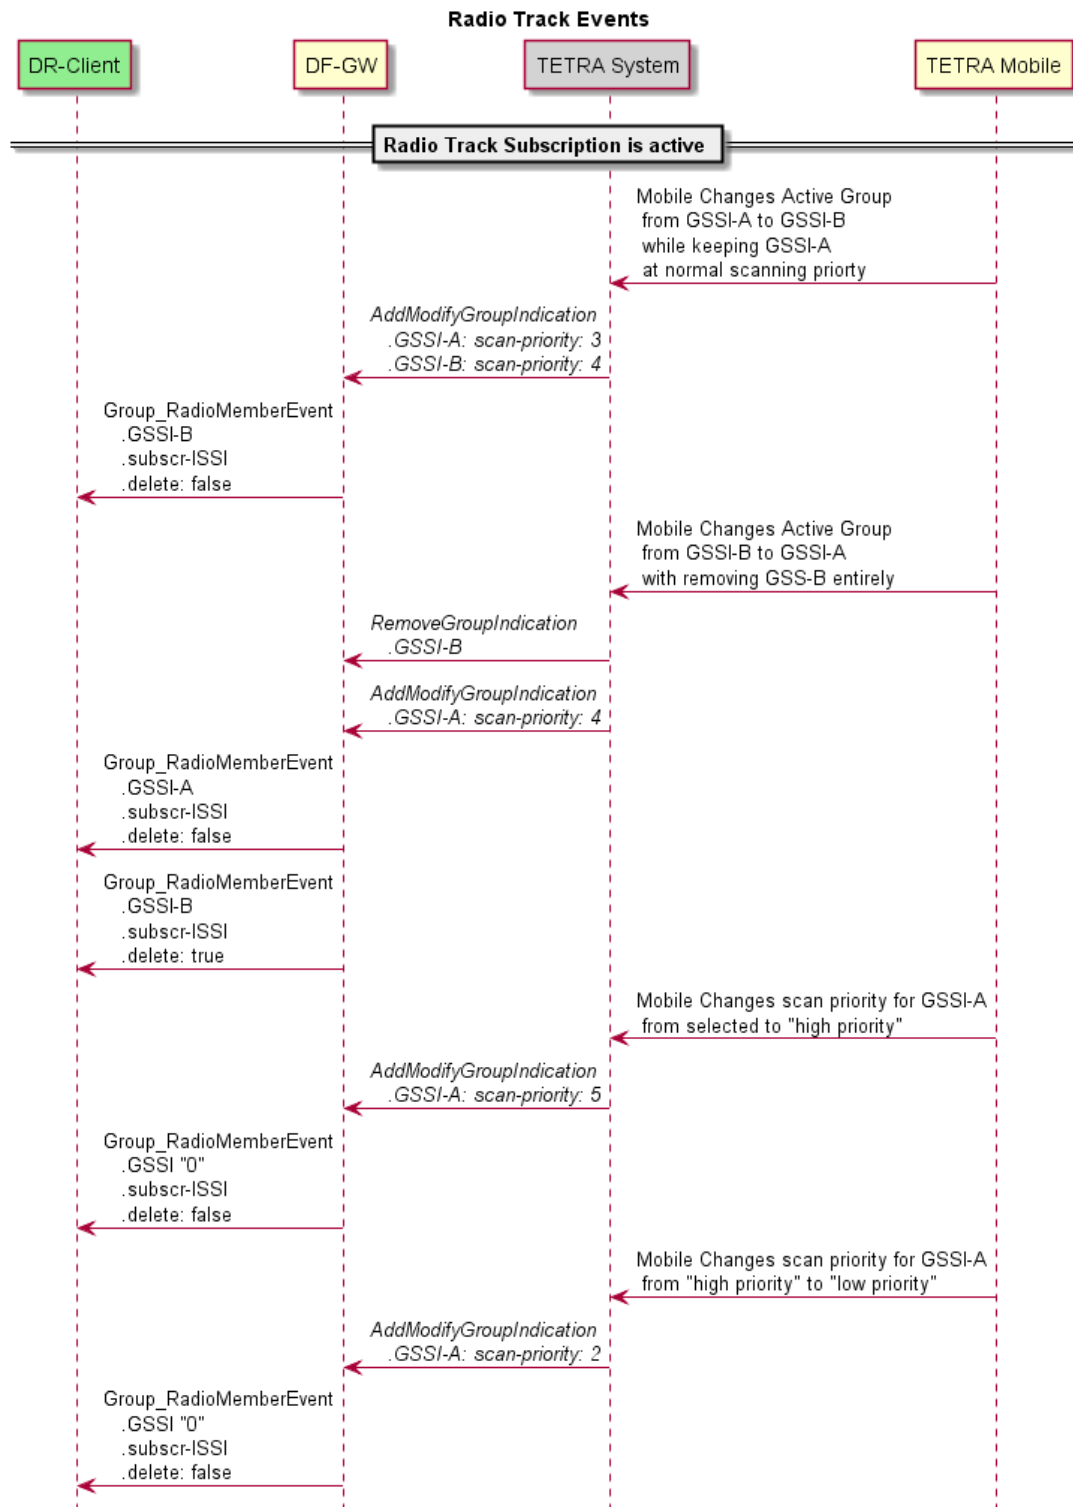 Radio Track Events
DR-Client
DF-GW
TETRA System
TETRA Mobile
Radio Track Subscription is active
Mobile Changes Active Group
from GSSI-A to GSSI-B
while keeping GSSI-A
at normal scanning priorty
AddModifyGroupIndication
.GSSI-A: scan-priority: 3
.GSSI-B: scan-priority: 4
Group_RadioMemberEvent
.GSSI-B
.subscr-ISSI
.delete: false
Mobile Changes Active Group
from GSSI-B to GSSI-A
with removing GSS-B entirely
RemoveGroupIndication
.GSSI-B
AddModifyGroupIndication
.GSSI-A: scan-priority: 4
Group_RadioMemberEvent
.GSSI-A
.subscr-ISSI
.delete: false
Group_RadioMemberEvent
.GSSI-B
.subscr-ISSI
.delete: true
Mobile Changes scan priority for GSSI-A
from selected to "high priority"
AddModifyGroupIndication
.GSSI-A: scan-priority: 5
Group_RadioMemberEvent
.GSSI "0"
.subscr-ISSI
.delete: false
Mobile Changes scan priority for GSSI-A
from "high priority" to "low priority"
AddModifyGroupIndication
.GSSI-A: scan-priority: 2
Group_RadioMemberEvent
.GSSI "0"
.subscr-ISSI
.delete: false